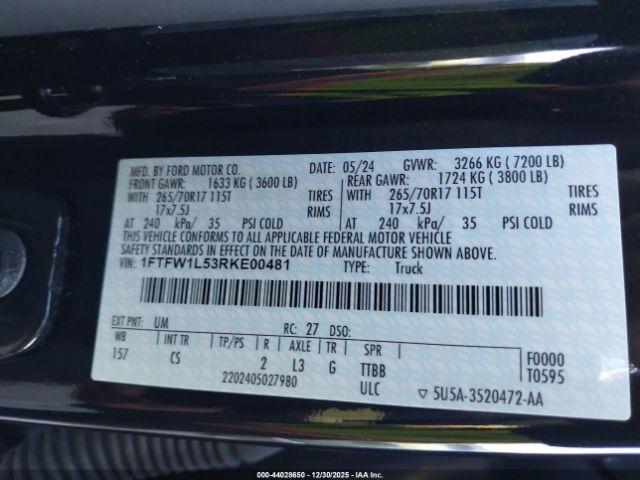 MFD. BY FORD MOTOR CO. DATE: 05/24 GVWR: 3266 KG ( 7200 LB)
FRONT GAWR: 1633 KG ( 3600 LB) REAR GAWR: 1724 KG ( 3800 LB)
WITH 265/70R17 115T TIRES WITH 265/70R17 115T TIRES
17x7.5J RIMS 17x7.5J RIMS
AT 240 kPa/ 35 PSI COLD AT 240 kPa/ 35 PSI COLD
THIS VEHICLE CONFORMS TO ALL APPLICABLE FEDERAL MOTOR VEHICLE
SAFETY STANDARDS IN EFFECT ON THE DATE OF MANUFACTURE SHOWN ABOVE.
VIN: 1FTFW1L53RKE00481 TYPE: Truck
EXT PNT: UM RC: 27 DSO:
WB INT TR TP/PS R AXLE TR SPR F0000
157 CS 2 L3 G TTBB T0595
2202405027980 ULC ▽ 5U5A-3520472-AA
000-44028650 - 12/30/2025 - IAAI.com